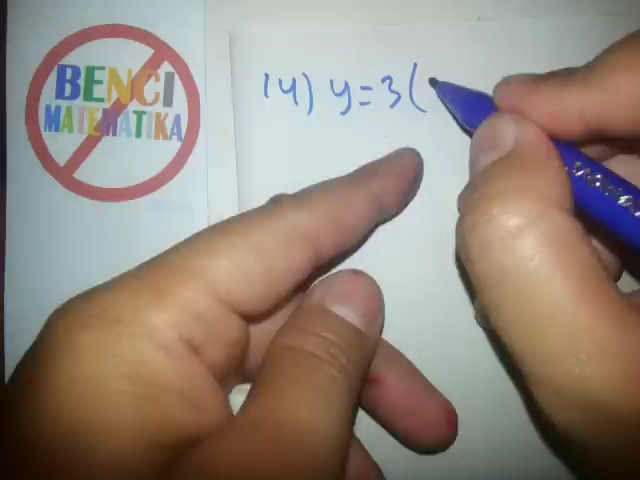 BENCI
MATEMATIKA
14) y = 3 (